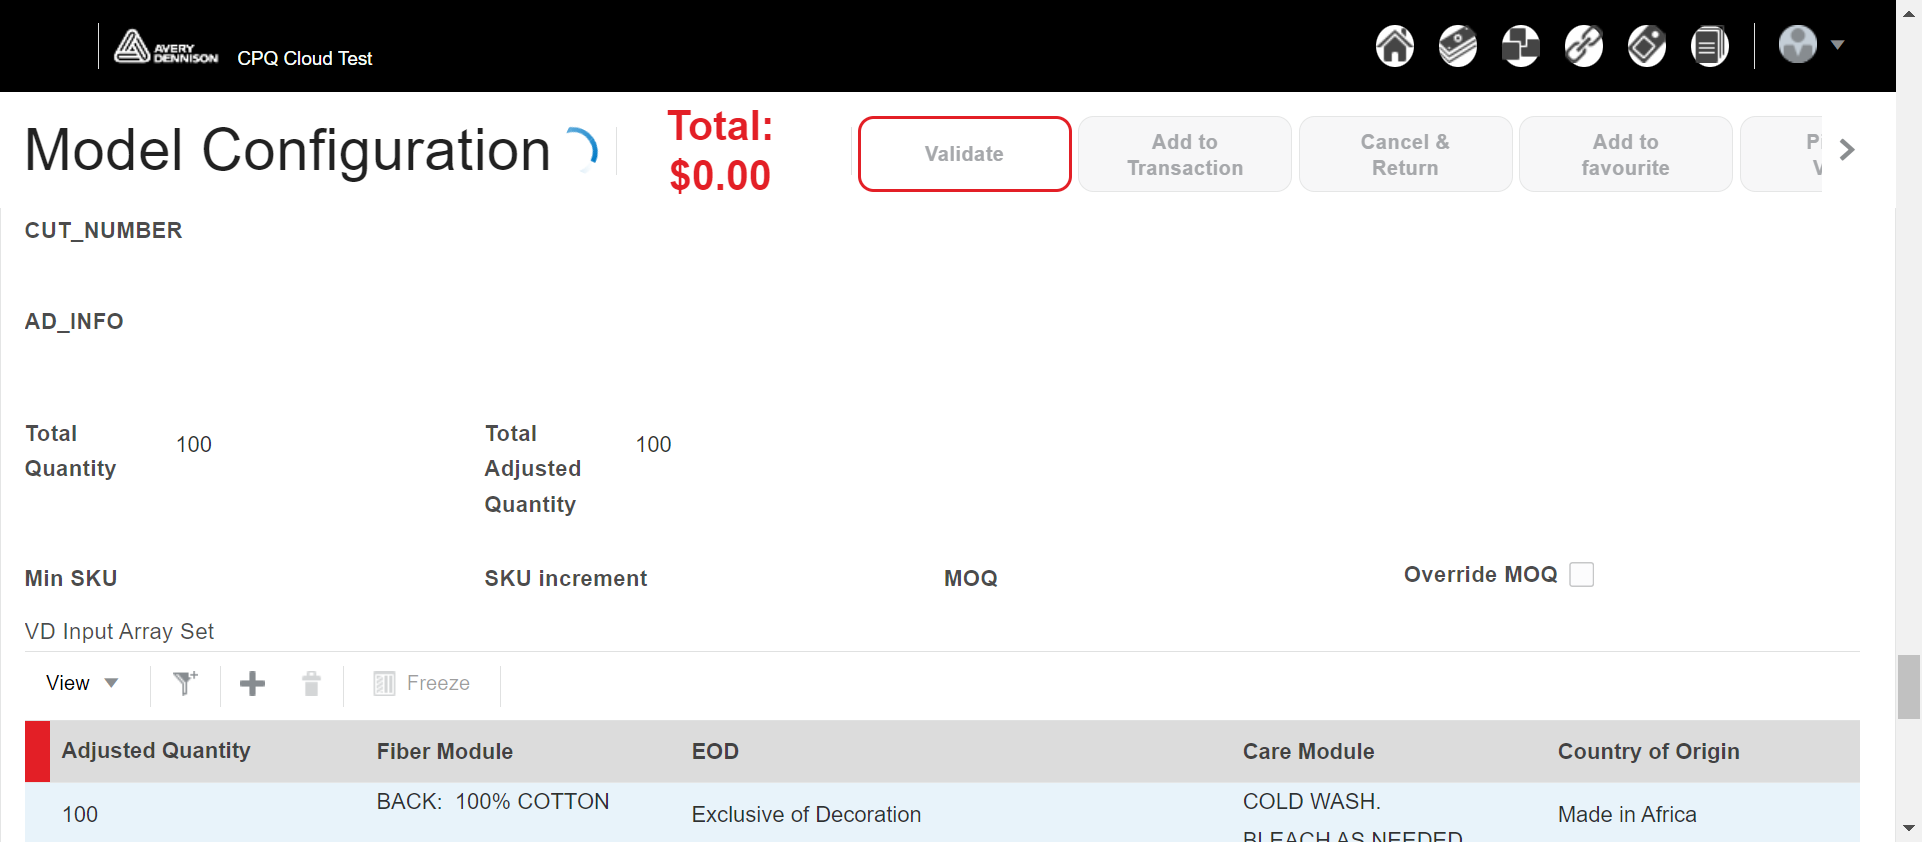 AVERY
DENNISON
CPQ Cloud Test
Model Configuration
Total:
$0.00
Validate
Add to
Transaction
Cancel &
Return
Add to
favourite
CUT_NUMBER
AD_INFO
Total
Quantity
100
Total
Adjusted
Quantity
100
Min SKU
SKU increment
MOQ
Override MOQ
VD Input Array Set
View
Freeze
Adjusted Quantity
Fiber Module
EOD
Care Module
Country of Origin
100
BACK: 100% COTTON
Exclusive of Decoration
COLD WASH.
BLEACH AS NEEDED
Made in Africa